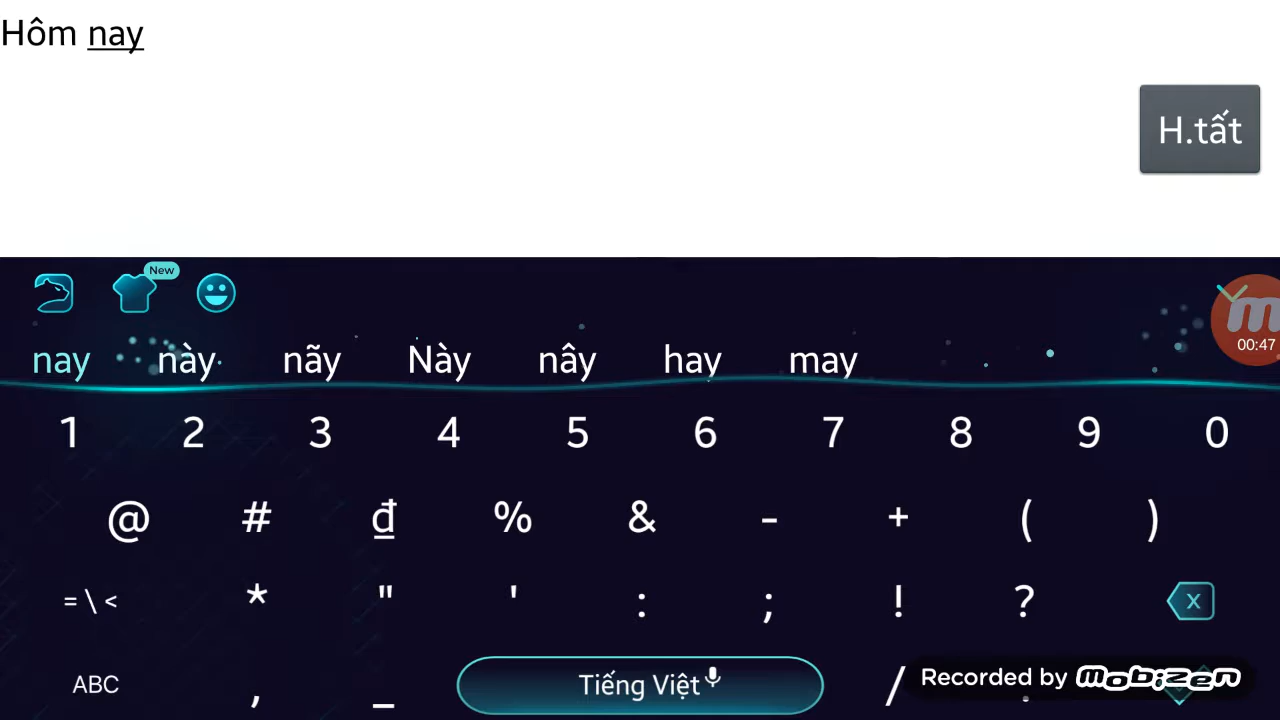 Hôm nay
H.tất
New
00:47
nay này nãy Này nây hay may
1 2 3 4 5 6 7 8 9 0
@ # ₫ % & - + ( )
= \ < * " ' : ; ! ?
ABC , _ Tiếng Việt / .
Recorded by mobizen